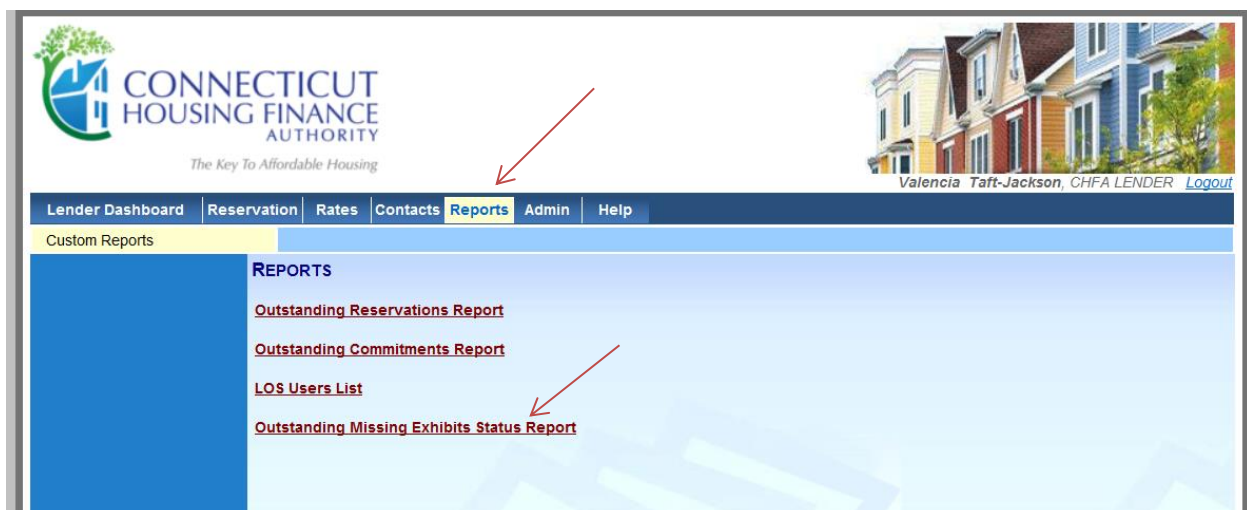 CONNECTICUT
HOUSING FINANCE
AUTHORITY
The Key To Affordable Housing
Valencia Taft-Jackson, CHFA LENDER Logout
Lender Dashboard Reservation Rates Contacts Reports Admin Help
Custom Reports
REPORTS
Outstanding Reservations Report
Outstanding Commitments Report
LOS Users List
Outstanding Missing Exhibits Status Report